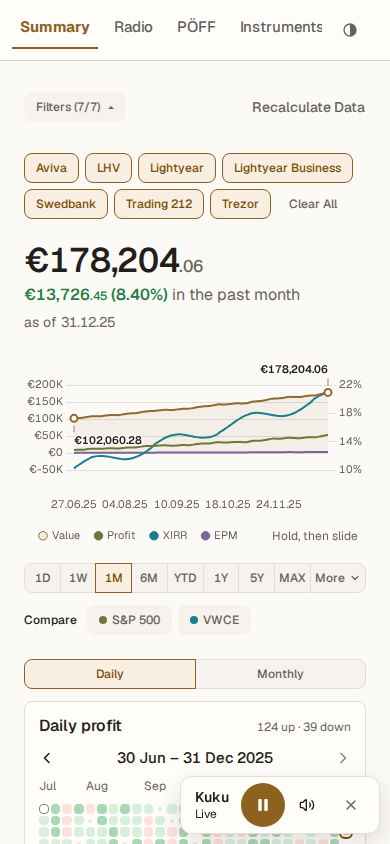 Summary Radio PÖFF Instruments
Filters (7/7) Recalculate Data
Aviva LHV Lightyear Lightyear Business
Swedbank Trading 212 Trezor Clear All
€178,204.06
€13,726.45 (8.40%) in the past month
as of 31.12.25
€178,204.06
€200K 22%
€150K
€100K 18%
€50K €102,060.28 14%
€0
€-50K 10%
27.06.25 04.08.25 10.09.25 18.10.25 24.11.25
Value Profit XIRR EPM Hold, then slide
1D 1W 1M 6M YTD 1Y 5Y MAX More
Compare S&P 500 VWCE
Daily Monthly
Daily profit 124 up · 39 down
30 Jun – 31 Dec 2025
Jul Aug Sep
Kuku
Live